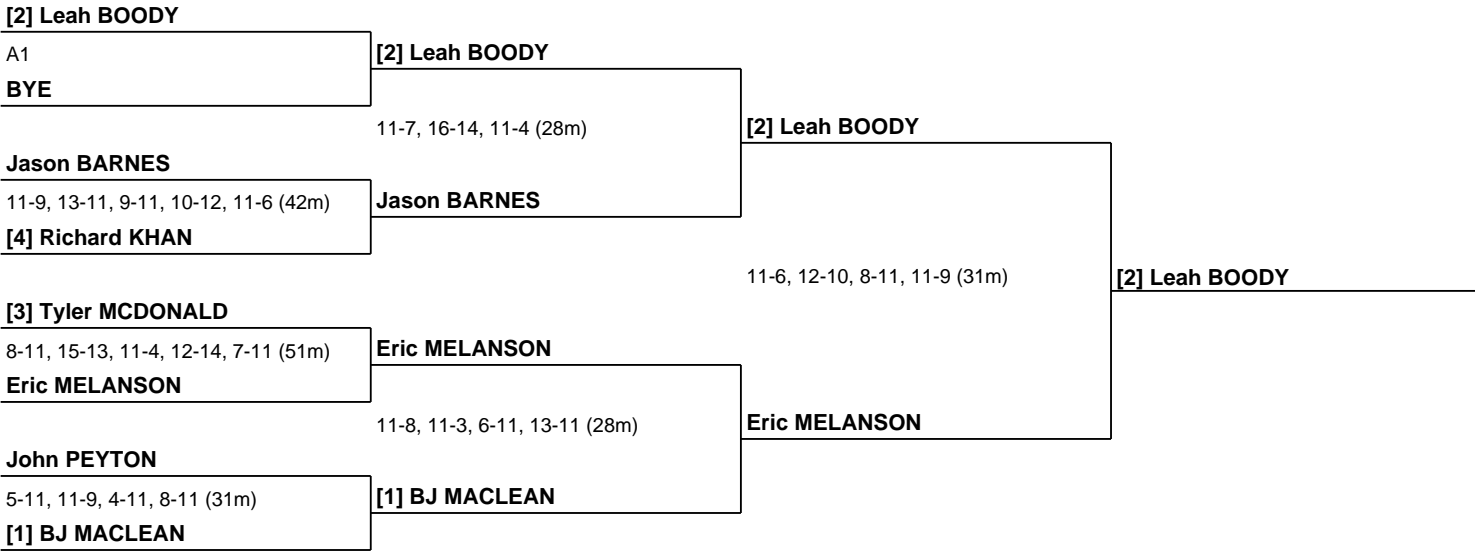 [2] Leah BOODY
A1
BYE
[2] Leah BOODY
11-7, 16-14, 11-4 (28m)
[2] Leah BOODY
Jason BARNES
11-9, 13-11, 9-11, 10-12, 11-6 (42m)
[4] Richard KHAN
Jason BARNES
11-6, 12-10, 8-11, 11-9 (31m)
[2] Leah BOODY
[3] Tyler MCDONALD
8-11, 15-13, 11-4, 12-14, 7-11 (51m)
Eric MELANSON
Eric MELANSON
11-8, 11-3, 6-11, 13-11 (28m)
Eric MELANSON
John PEYTON
5-11, 11-9, 4-11, 8-11 (31m)
[1] BJ MACLEAN
[1] BJ MACLEAN